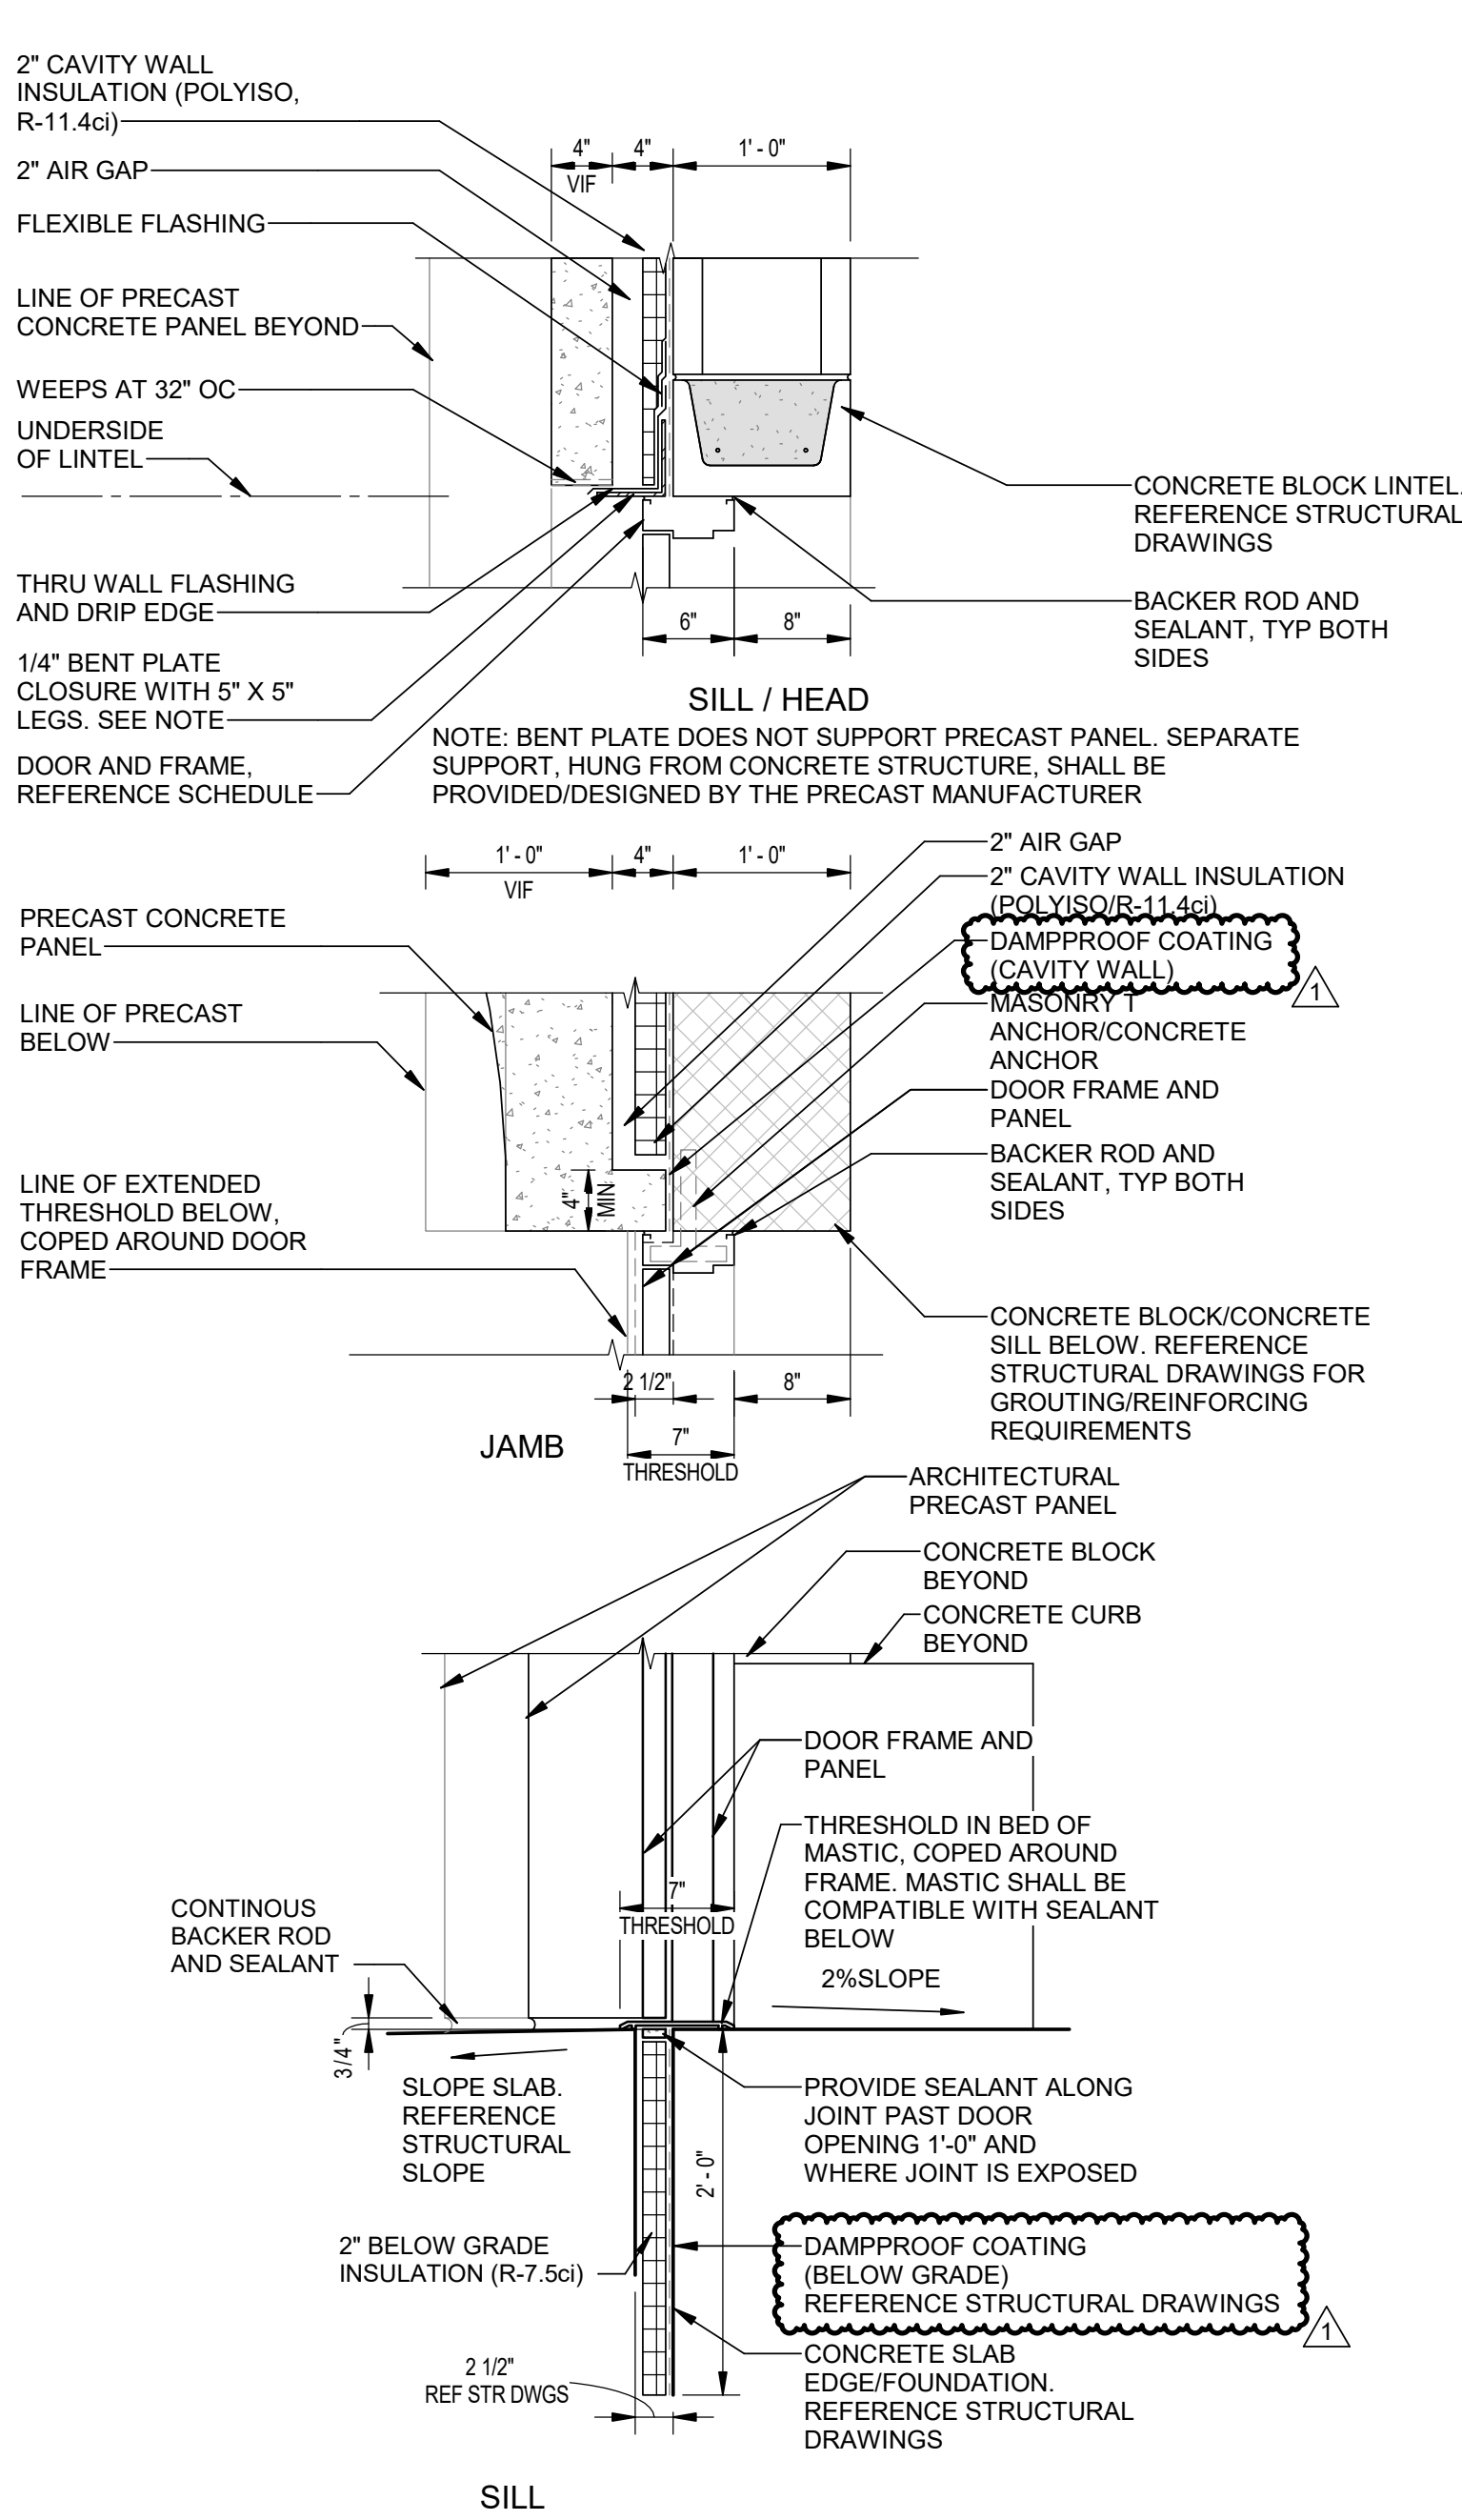 2" CAVITY WALL
INSULATION (POLYISO,
R-11.4ci)
2" AIR GAP
FLEXIBLE FLASHING
LINE OF PRECAST
CONCRETE PANEL BEYOND
WEEPS AT 32" OC
UNDERSIDE
OF LINTEL
THRU WALL FLASHING
AND DRIP EDGE
1/4" BENT PLATE
CLOSURE WITH 5" X 5"
LEGS. SEE NOTE
DOOR AND FRAME,
REFERENCE SCHEDULE
4"
VIF
4"
1' - 0"
CONCRETE BLOCK LINTEL.
REFERENCE STRUCTURAL
DRAWINGS
BACKER ROD AND
SEALANT, TYP BOTH
SIDES
6"
8"
SILL / HEAD
NOTE: BENT PLATE DOES NOT SUPPORT PRECAST PANEL. SEPARATE
SUPPORT, HUNG FROM CONCRETE STRUCTURE, SHALL BE
PROVIDED/DESIGNED BY THE PRECAST MANUFACTURER
1' - 0"
VIF
4"
1' - 0"
PRECAST CONCRETE
PANEL
LINE OF PRECAST
BELOW
LINE OF EXTENDED
THRESHOLD BELOW,
COPED AROUND DOOR
FRAME
4"
MIN
2" AIR GAP
2" CAVITY WALL INSULATION
(POLYISO/R-11.4ci)
DAMPPROOF COATING
(CAVITY WALL)
1
MASONRY T
ANCHOR/CONCRETE
ANCHOR
DOOR FRAME AND
PANEL
BACKER ROD AND
SEALANT, TYP BOTH
SIDES
CONCRETE BLOCK/CONCRETE
SILL BELOW. REFERENCE
STRUCTURAL DRAWINGS FOR
GROUTING/REINFORCING
REQUIREMENTS
2 1/2"
8"
7"
THRESHOLD
JAMB
ARCHITECTURAL
PRECAST PANEL
CONCRETE BLOCK
BEYOND
CONCRETE CURB
BEYOND
DOOR FRAME AND
PANEL
THRESHOLD IN BED OF
MASTIC, COPED AROUND
FRAME. MASTIC SHALL BE
COMPATIBLE WITH SEALANT
BELOW
7"
THRESHOLD
CONTINOUS
BACKER ROD
AND SEALANT
2%SLOPE
3/4"
SLOPE SLAB.
REFERENCE
STRUCTURAL
SLOPE
PROVIDE SEALANT ALONG
JOINT PAST DOOR
OPENING 1'-0" AND
WHERE JOINT IS EXPOSED
2' - 0"
2" BELOW GRADE
INSULATION (R-7.5ci)
DAMPPROOF COATING
(BELOW GRADE)
REFERENCE STRUCTURAL DRAWINGS
1
CONCRETE SLAB
EDGE/FOUNDATION.
REFERENCE STRUCTURAL
DRAWINGS
2 1/2"
REF STR DWGS
SILL